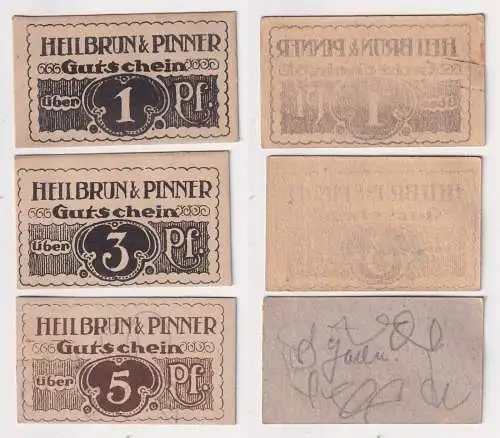 HEILBRUN & PINNER
Gutschein
über 1 Pf.
HEILBRUN & PINNER
Gutschein
über 3 Pf.
HEILBRUN & PINNER
Gutschein
über 5 Pf.